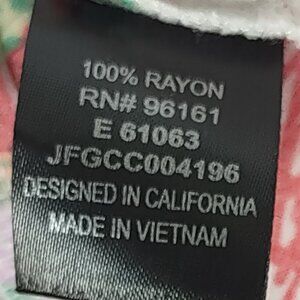 100% RAYON
RN# 96161
E 61063
JFGCC004196
DESIGNED IN CALIFORNIA
MADE IN VIETNAM